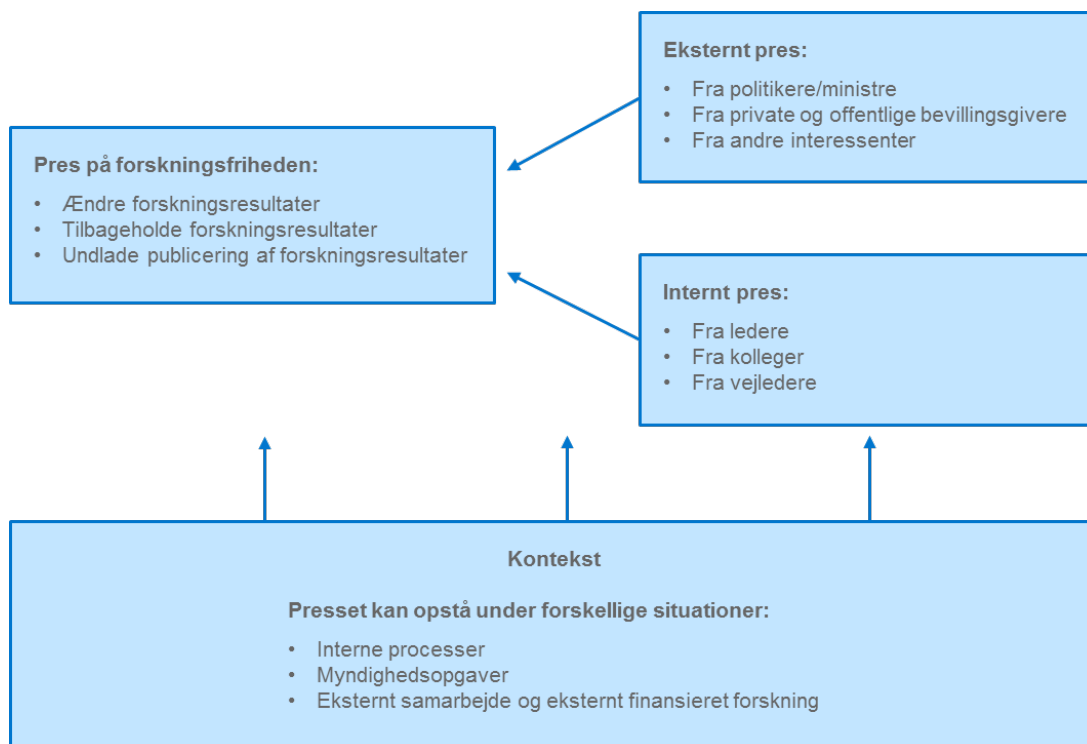 Eksternt pres:
• Fra politikere/ministre
• Fra private og offentlige bevillingsgivere
• Fra andre interessenter
Pres på forskningsfriheden:
• Ændre forskningsresultater
• Tilbageholde forskningsresultater
• Undlade publicering af forskningsresultater
Internt pres:
• Fra ledere
• Fra kolleger
• Fra vejledere
Kontekst
Presset kan opstå under forskellige situationer:
• Interne processer
• Myndighedsopgaver
• Eksternt samarbejde og eksternt finansieret forskning